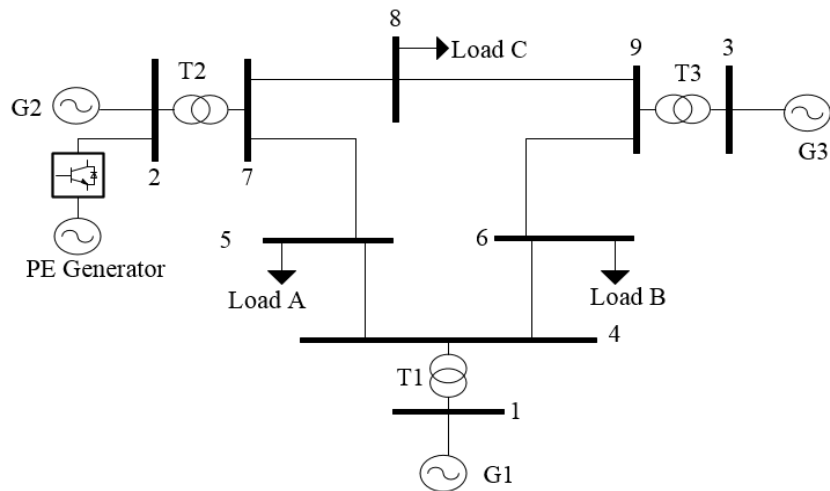 8
Load C
9
3
T2
T3
G2
G3
2
7
PE Generator
5
6
Load A
Load B
4
T1
1
G1